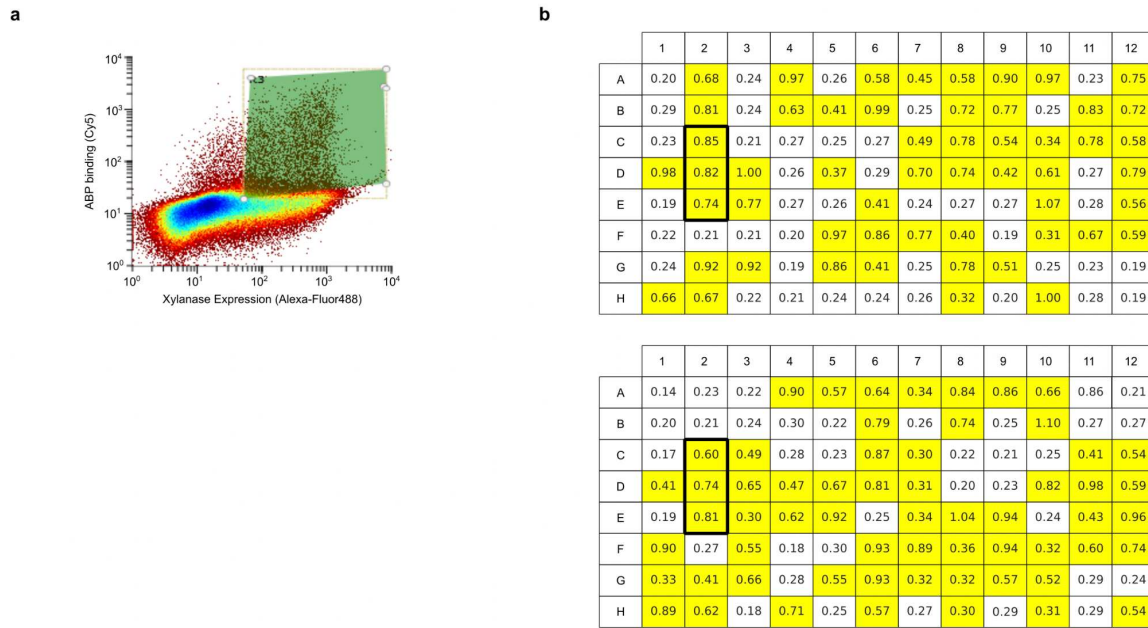 a
b
10⁴
10³
10²
10¹
10⁰
ABP binding (Cy5)
10⁰ 10¹ 10² 10³ 10⁴
Xylanase Expression (Alexa-Fluor488)
1 2 3 4 5 6 7 8 9 10 11 12
A 0.20 0.68 0.24 0.97 0.26 0.58 0.45 0.58 0.90 0.97 0.23 0.75
B 0.29 0.81 0.24 0.63 0.41 0.99 0.25 0.72 0.77 0.25 0.83 0.72
C 0.23 0.85 0.21 0.27 0.25 0.27 0.49 0.78 0.54 0.34 0.78 0.58
D 0.98 0.82 1.00 0.26 0.37 0.29 0.70 0.74 0.42 0.61 0.27 0.79
E 0.19 0.74 0.77 0.27 0.26 0.41 0.24 0.27 0.27 1.07 0.28 0.56
F 0.22 0.21 0.21 0.20 0.97 0.86 0.77 0.40 0.19 0.31 0.67 0.59
G 0.24 0.92 0.92 0.19 0.86 0.41 0.25 0.78 0.51 0.25 0.23 0.19
H 0.66 0.67 0.22 0.21 0.24 0.24 0.26 0.32 0.20 1.00 0.28 0.19
1 2 3 4 5 6 7 8 9 10 11 12
A 0.14 0.23 0.22 0.90 0.57 0.64 0.34 0.84 0.86 0.66 0.86 0.21
B 0.20 0.21 0.24 0.30 0.22 0.79 0.26 0.74 0.25 1.10 0.27 0.27
C 0.17 0.60 0.49 0.28 0.23 0.87 0.30 0.22 0.21 0.25 0.41 0.54
D 0.41 0.74 0.65 0.47 0.67 0.81 0.31 0.20 0.23 0.82 0.98 0.59
E 0.19 0.81 0.30 0.62 0.92 0.25 0.34 1.04 0.94 0.24 0.43 0.96
F 0.90 0.27 0.55 0.18 0.30 0.93 0.89 0.36 0.94 0.32 0.60 0.74
G 0.33 0.41 0.66 0.28 0.55 0.93 0.32 0.32 0.57 0.52 0.29 0.24
H 0.89 0.62 0.18 0.71 0.25 0.57 0.27 0.30 0.29 0.31 0.29 0.54